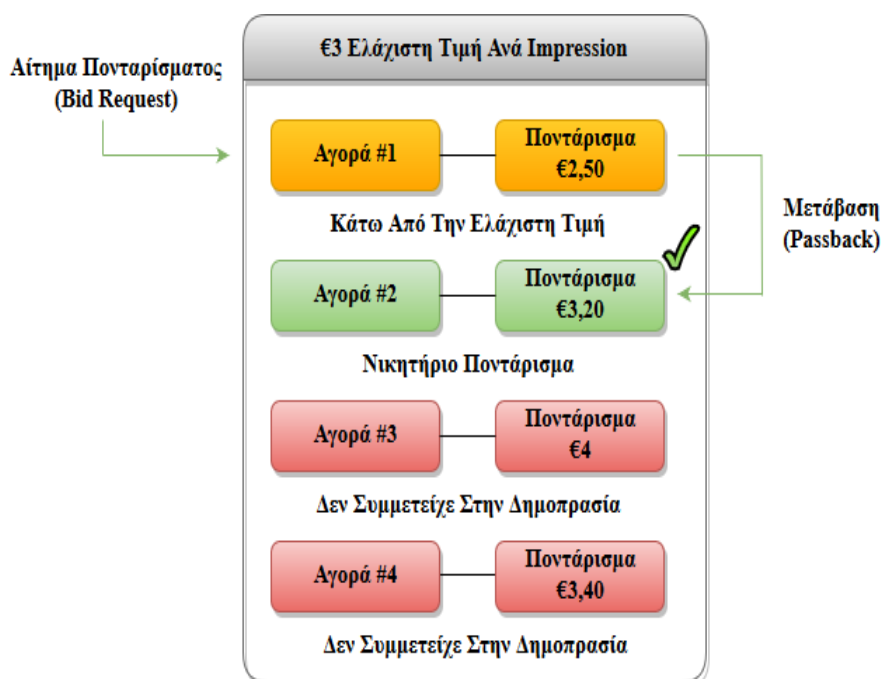 €3 Ελάχιστη Τιμή Ανά Impression
Αίτημα Πονταρίσματος
(Bid Request)
Αγορά #1
Ποντάρισμα
€2,50
Κάτω Από Την Ελάχιστη Τιμή
Μετάβαση
(Passback)
Αγορά #2
Ποντάρισμα
€3,20
Νικητήριο Ποντάρισμα
Αγορά #3
Ποντάρισμα
€4
Δεν Συμμετείχε Στην Δημοπρασία
Αγορά #4
Ποντάρισμα
€3,40
Δεν Συμμετείχε Στην Δημοπρασία